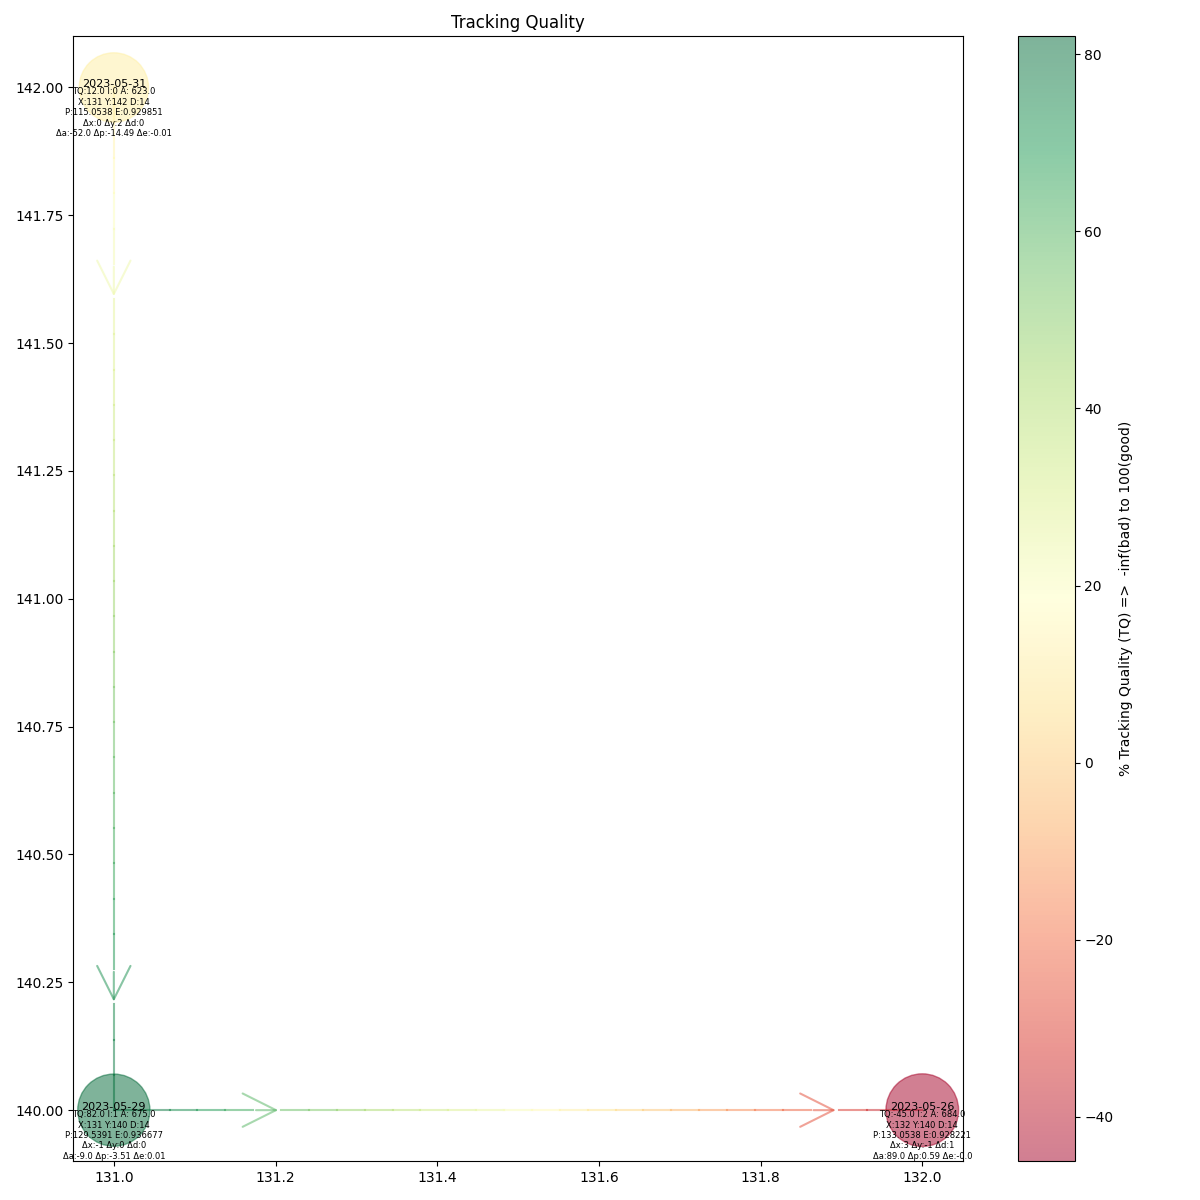 Tracking Quality
142.00
141.75
141.50
141.25
141.00
140.75
140.50
140.25
140.00
2023-05-31
TQ:12.0 I:0 A: 623.0
X:131 Y:142 D:14
P:115.0538 E:0.929851
Δx:0 Δy:2 Δd:0
Δa:-52.0 Δp:-14.49 Δe:-0.01
2023-05-29
TQ:82.0 I:1 A: 675.0
X:131 Y:140 D:14
P:129.5391 E:0.936677
Δx:-1 Δy:0 Δd:0
Δa:-9.0 Δp:-3.51 Δe:0.01
2023-05-26
TQ:-45.0 I:2 A: 684.0
X:132 Y:140 D:14
P:133.0538 E:0.928221
Δx:3 Δy:-1 Δd:1
Δa:89.0 Δp:0.59 Δe:-0.0
131.0
131.2
131.4
131.6
131.8
132.0
80
60
40
20
0
−20
−40
% Tracking Quality (TQ) => -inf(bad) to 100(good)